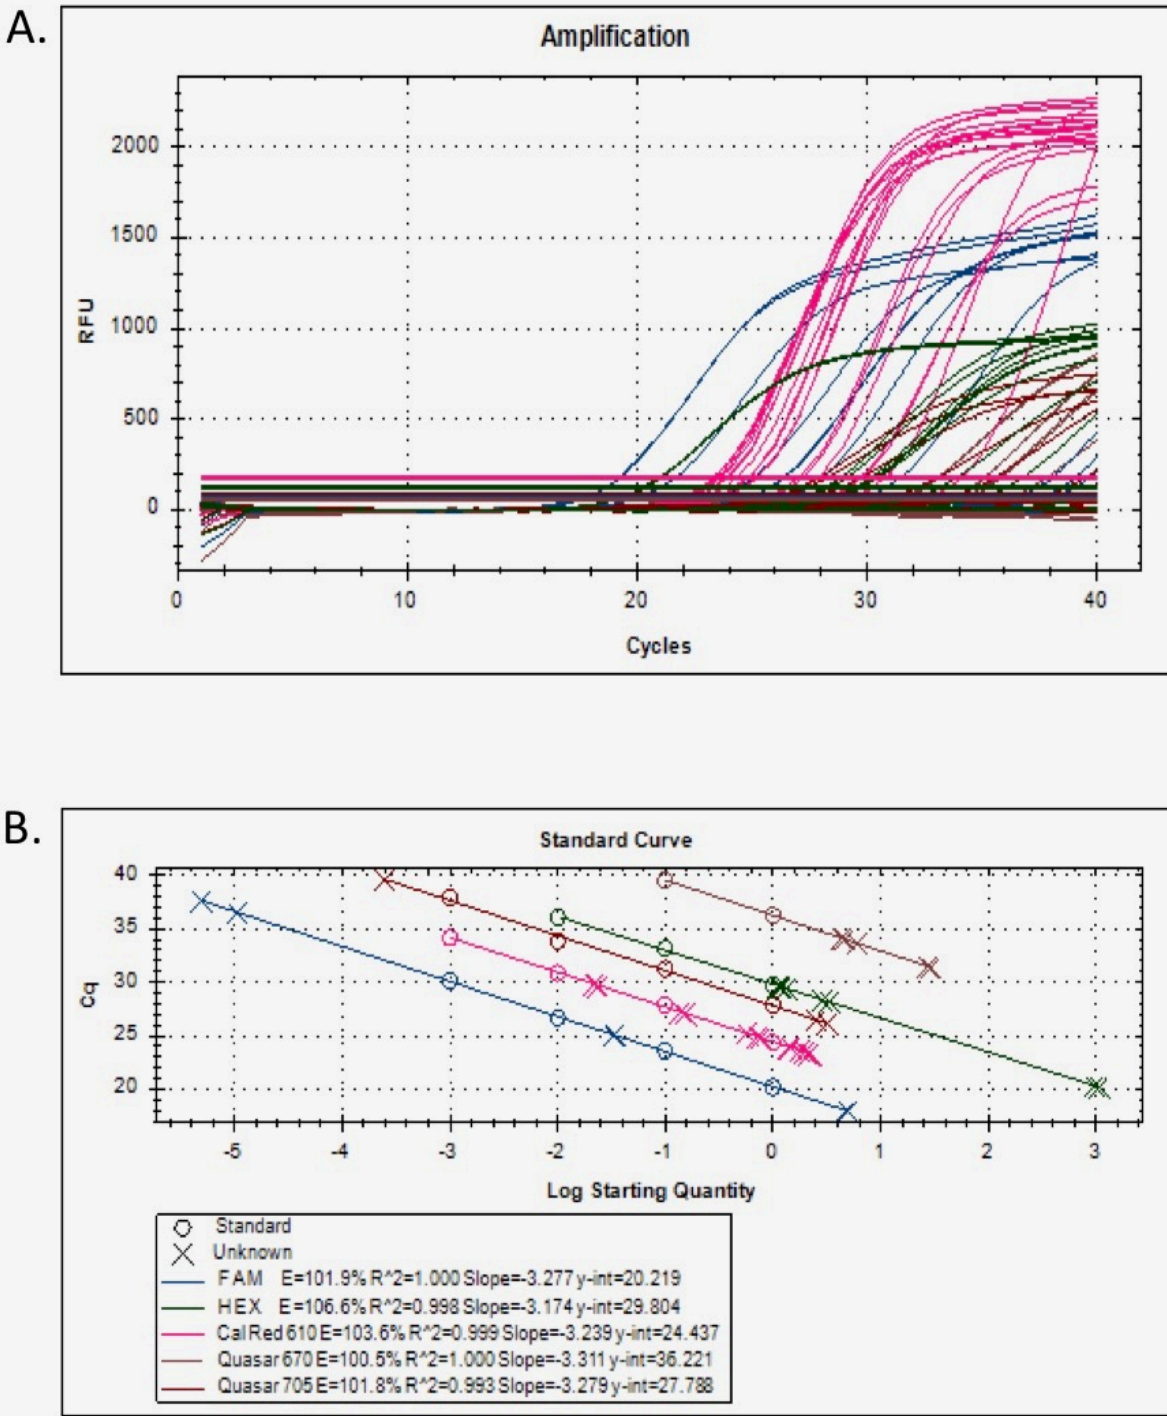 A.
Amplification
2000
1500
1000
500
0
RFU
0 10 20 30 40
Cycles
B.
Standard Curve
40
35
30
25
20
Cq
-5 -4 -3 -2 -1 0 1 2 3
Log Starting Quantity
Standard
Unknown
FAM E=101.9% R^2=1.000 Slope=-3.277 y-int=20.219
HEX E=106.6% R^2=0.998 Slope=-3.174 y-int=29.804
Cal Red 610 E=103.6% R^2=0.999 Slope=-3.239 y-int=24.437
Quasar 670 E=100.5% R^2=1.000 Slope=-3.311 y-int=36.221
Quasar 705 E=101.8% R^2=0.993 Slope=-3.279 y-int=27.788